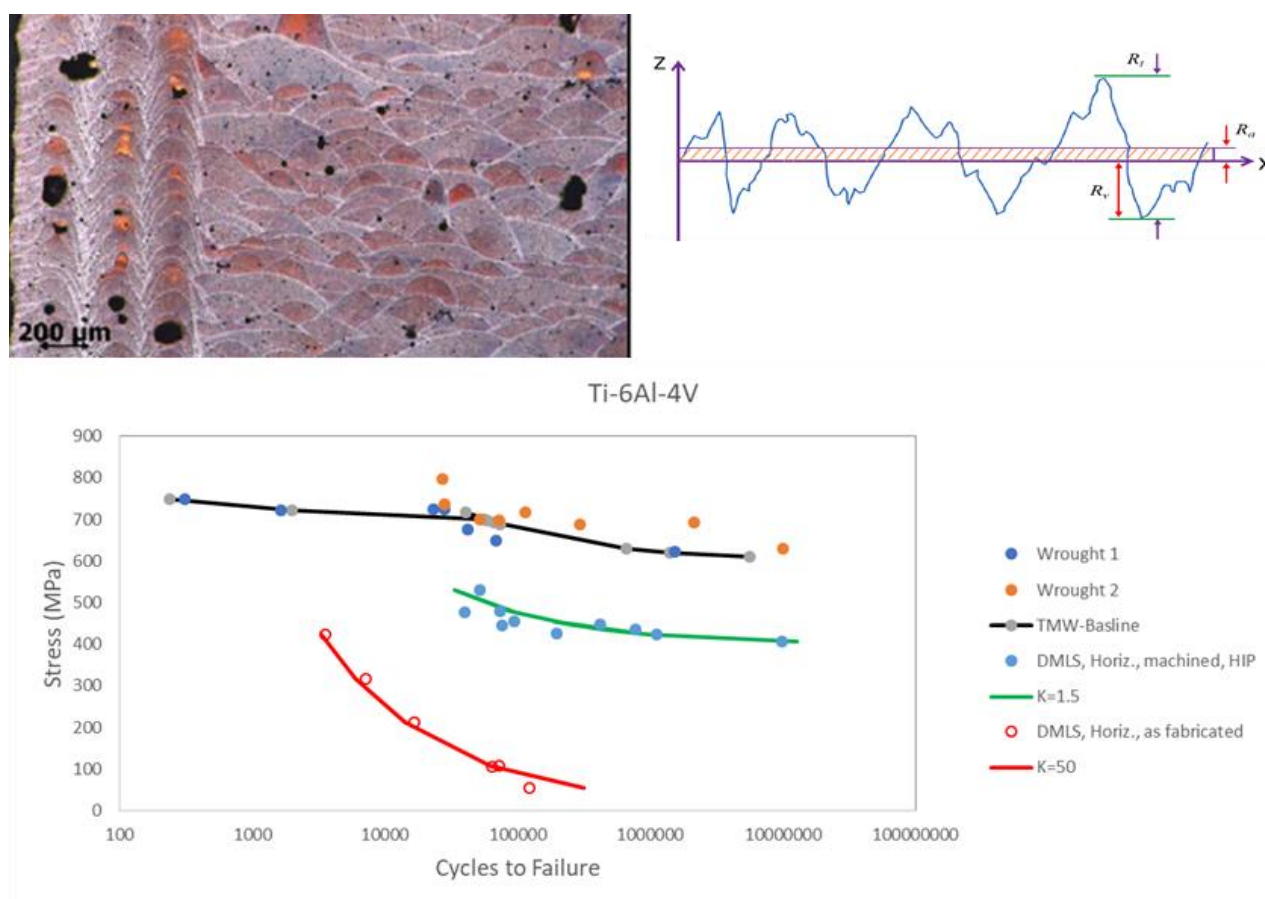 200 µm
Z
Rt
Ra
Rv
X
Ti-6Al-4V
900
800
700
600
500
400
300
200
100
0
Stress (MPa)
100
1000
10000
100000
1000000
10000000
100000000
Cycles to Failure
Wrought 1
Wrought 2
TMW-Basline
DMLS, Horiz., machined, HIP
K=1.5
DMLS, Horiz., as fabricated
K=50